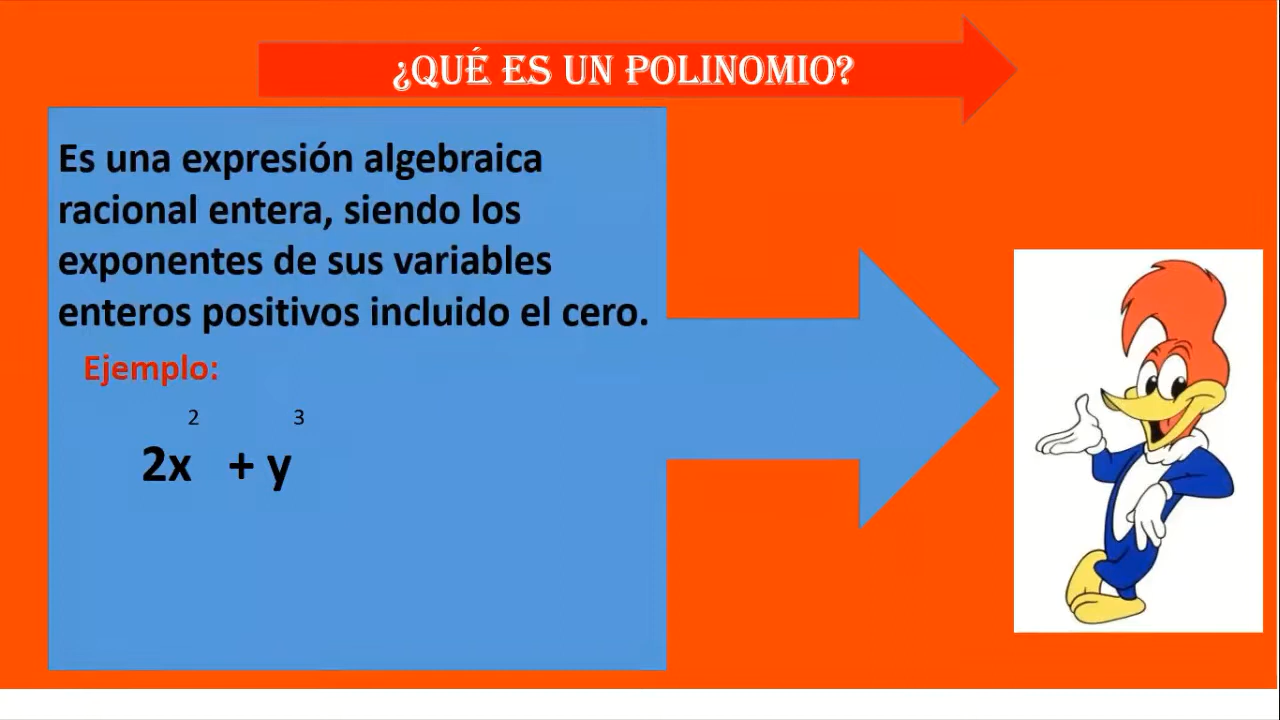 ¿QUÉ ES UN POLINOMIO?
Es una expresión algebraica
racional entera, siendo los
exponentes de sus variables
enteros positivos incluido el cero.
Ejemplo:
2x² + y³